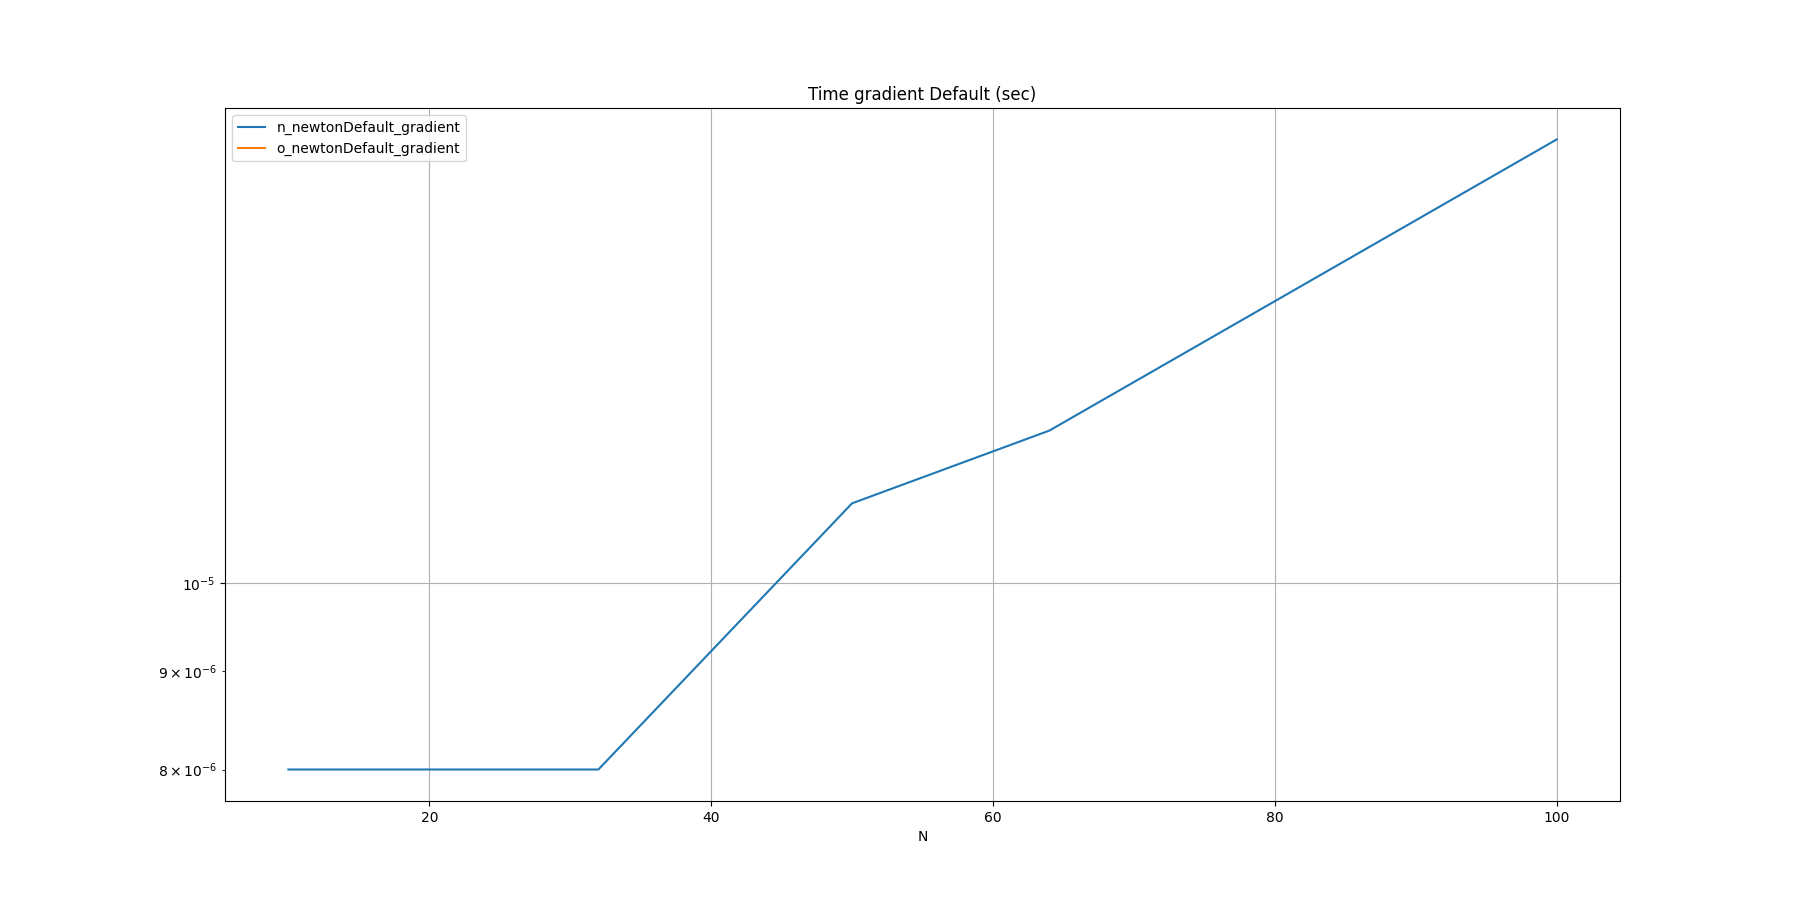 Time gradient Default (sec)
n_newtonDefault_gradient
o_newtonDefault_gradient
10⁻⁵
9 × 10⁻⁶
8 × 10⁻⁶
20 40 60 80 100
N